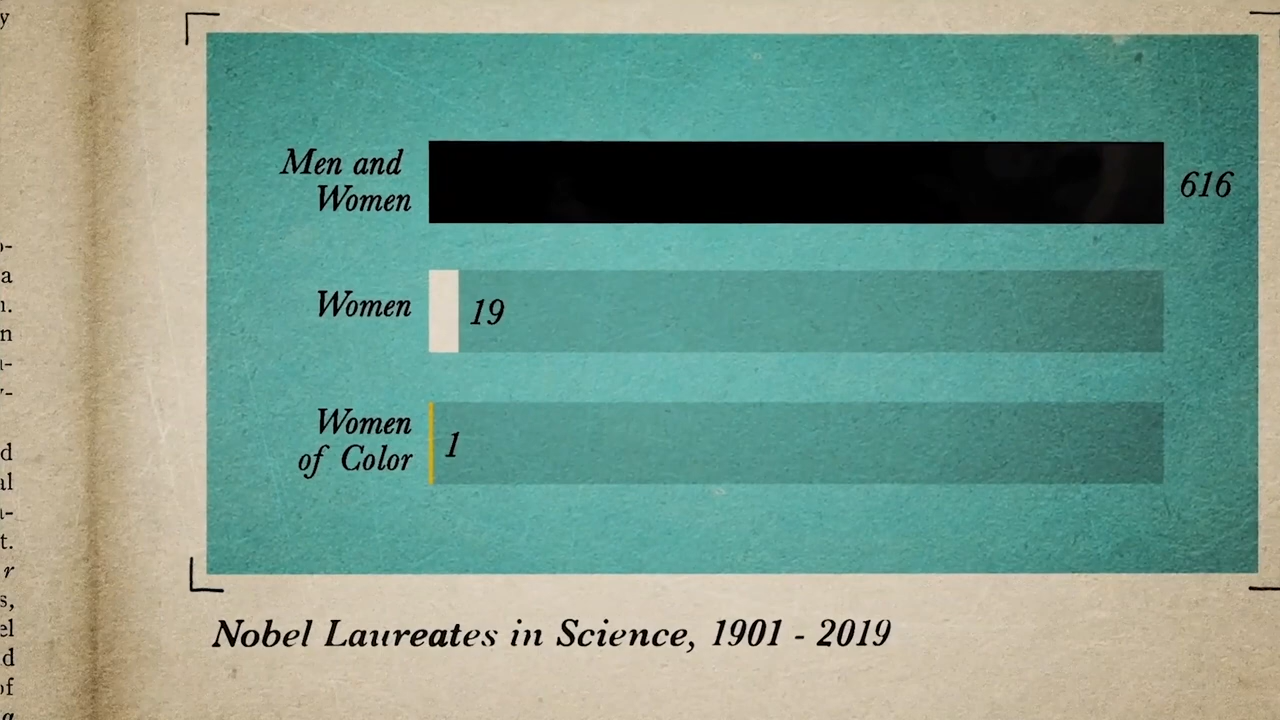 Men and
Women
616
Women
19
Women
of Color
1
Nobel Laureates in Science, 1901 - 2019